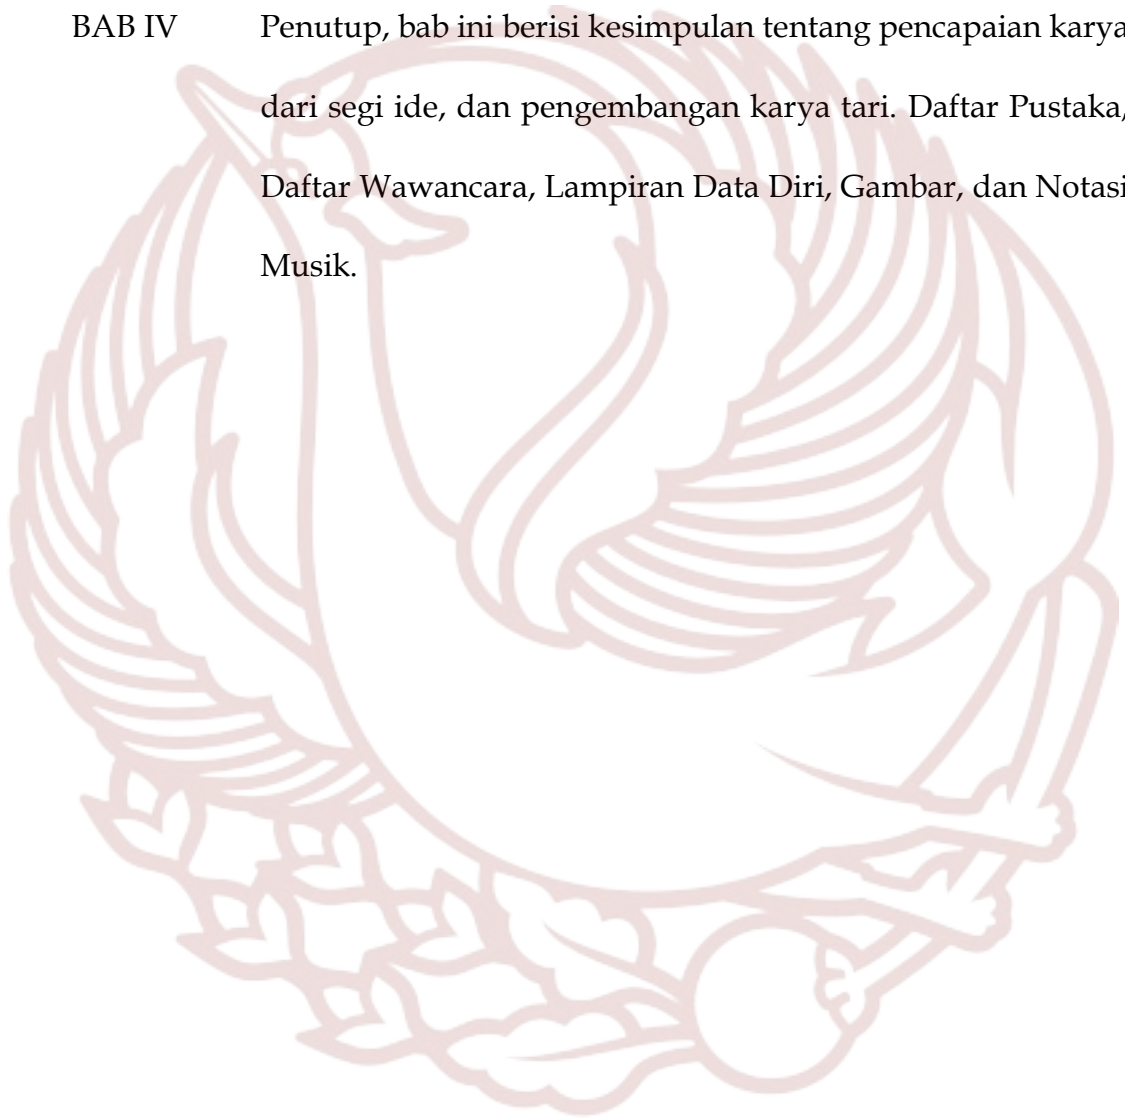 BAB IV Penutup, bab ini berisi kesimpulan tentang pencapaian karya
dari segi ide, dan pengembangan karya tari. Daftar Pustaka,
Daftar Wawancara, Lampiran Data Diri, Gambar, dan Notasi
Musik.